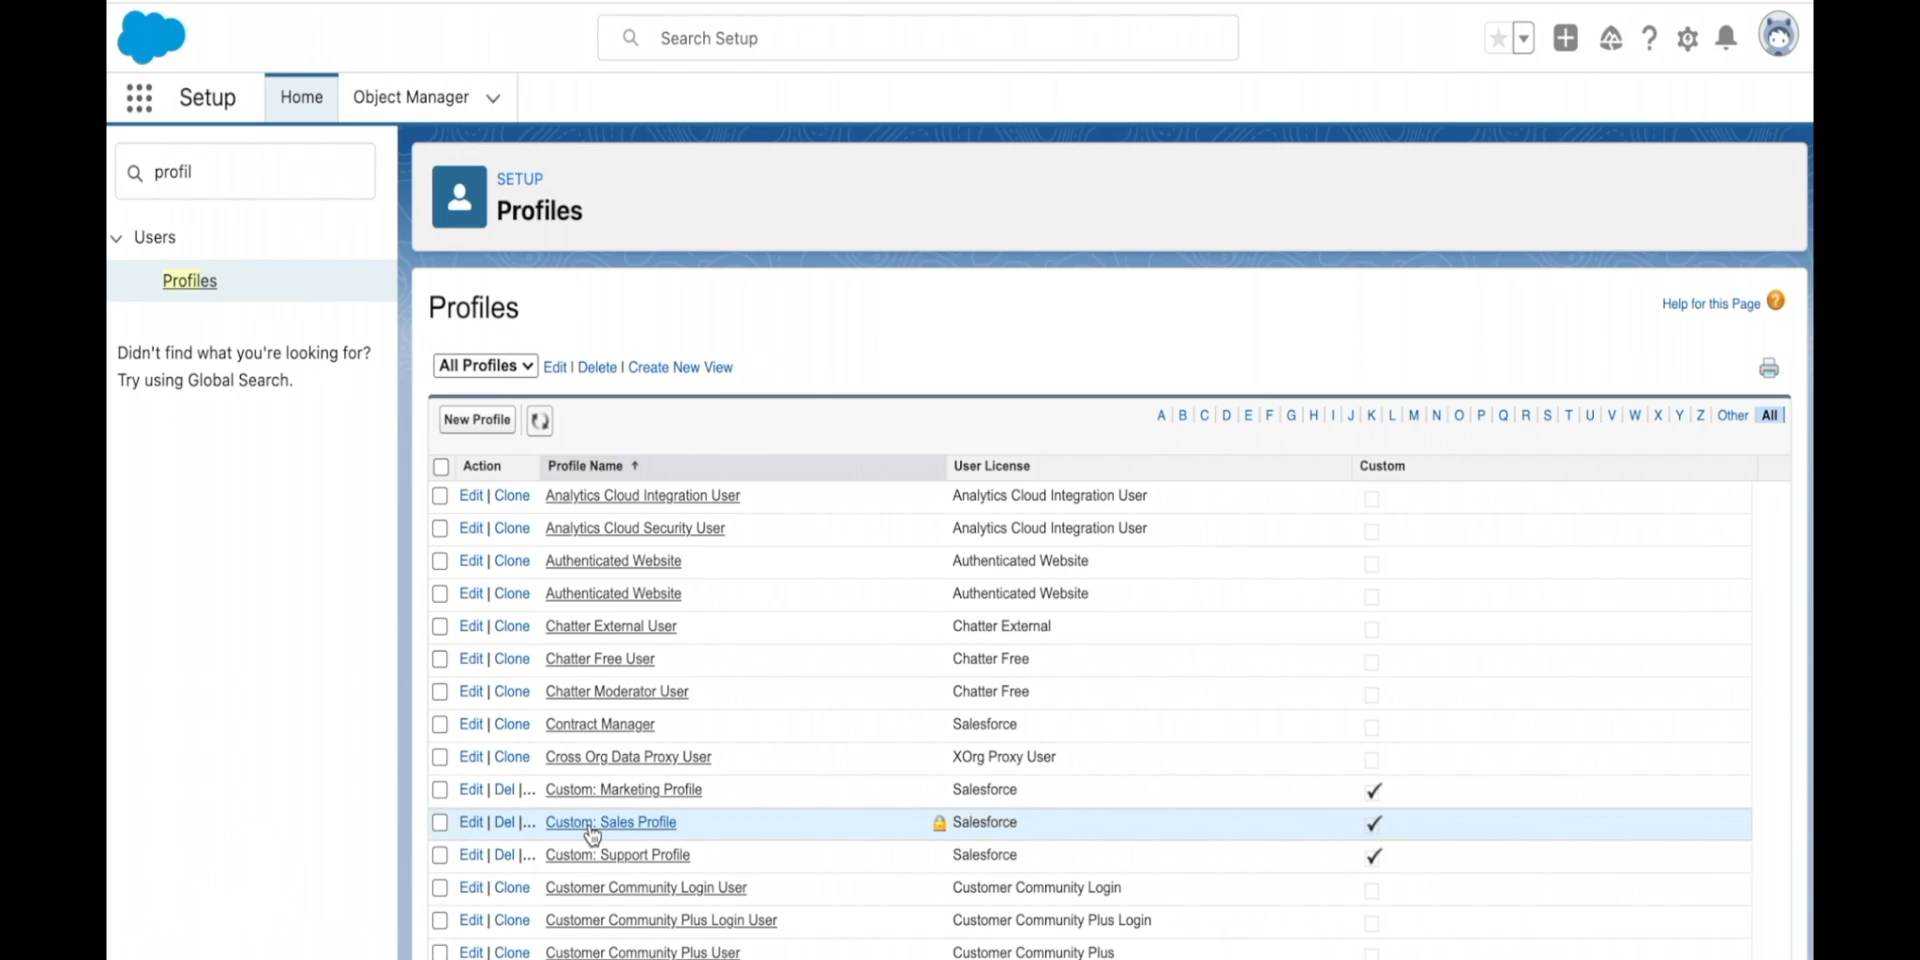 Search Setup
Setup
Home
Object Manager
profil
Users
Profiles
Didn't find what you're looking for?
Try using Global Search.
SETUP
Profiles
Profiles
Help for this Page ?
All Profiles Edit | Delete | Create New View
New Profile
A | B | C | D | E | F | G | H | I | J | K | L | M | N | O | P | Q | R | S | T | U | V | W | X | Y | Z | Other | All
Action Profile Name ↑ User License Custom
Edit | Clone Analytics Cloud Integration User Analytics Cloud Integration User
Edit | Clone Analytics Cloud Security User Analytics Cloud Integration User
Edit | Clone Authenticated Website Authenticated Website
Edit | Clone Authenticated Website Authenticated Website
Edit | Clone Chatter External User Chatter External
Edit | Clone Chatter Free User Chatter Free
Edit | Clone Chatter Moderator User Chatter Free
Edit | Clone Contract Manager Salesforce
Edit | Clone Cross Org Data Proxy User XOrg Proxy User
Edit | Del |... Custom: Marketing Profile Salesforce ✓
Edit | Del |... Custom: Sales Profile Salesforce ✓
Edit | Del |... Custom: Support Profile Salesforce ✓
Edit | Clone Customer Community Login User Customer Community Login
Edit | Clone Customer Community Plus Login User Customer Community Plus Login
Edit | Clone Customer Community Plus User Customer Community Plus